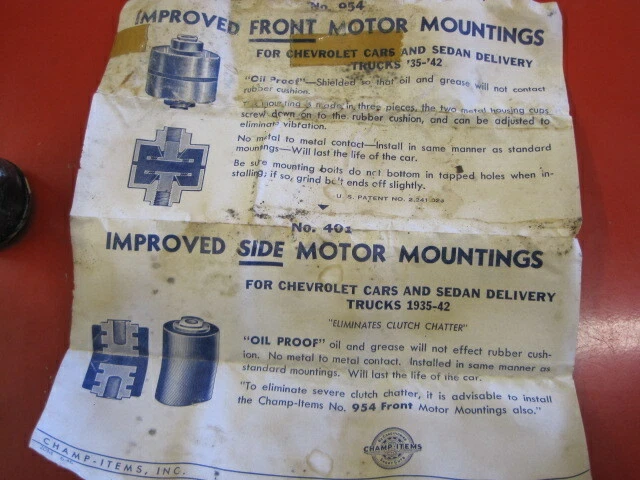 No. 954
IMPROVED FRONT MOTOR MOUNTINGS
FOR CHEVROLET CARS AND SEDAN DELIVERY
TRUCKS '35-'42
"Oil Proof"—Shielded so that oil and grease will not contact
rubber cushion.
mounting is made in three pieces, the two metal housing cups
screw down on to the rubber cushion, and can be adjusted to
eliminate vibration.
No metal to metal contact—Install in same manner as standard
mountings—Will last the life of the car.
Be sure mounting bolts do not bottom in tapped holes when in-
stalling; if so, grind bolt ends off slightly.
U. S. PATENT NO.
No. 401
IMPROVED SIDE MOTOR MOUNTINGS
FOR CHEVROLET CARS AND SEDAN DELIVERY
TRUCKS 1935-42
"ELIMINATES CLUTCH CHATTER"
"OIL PROOF" oil and grease will not effect rubber cush-
ion. No metal to metal contact. Installed in same manner as
standard mountings. Will last the life of the car.
"To eliminate severe clutch chatter, it is advisable to install
the Champ-Items No. 954 Front Motor Mountings also."
CHAMP-ITEMS
CHAMP-ITEMS, INC.